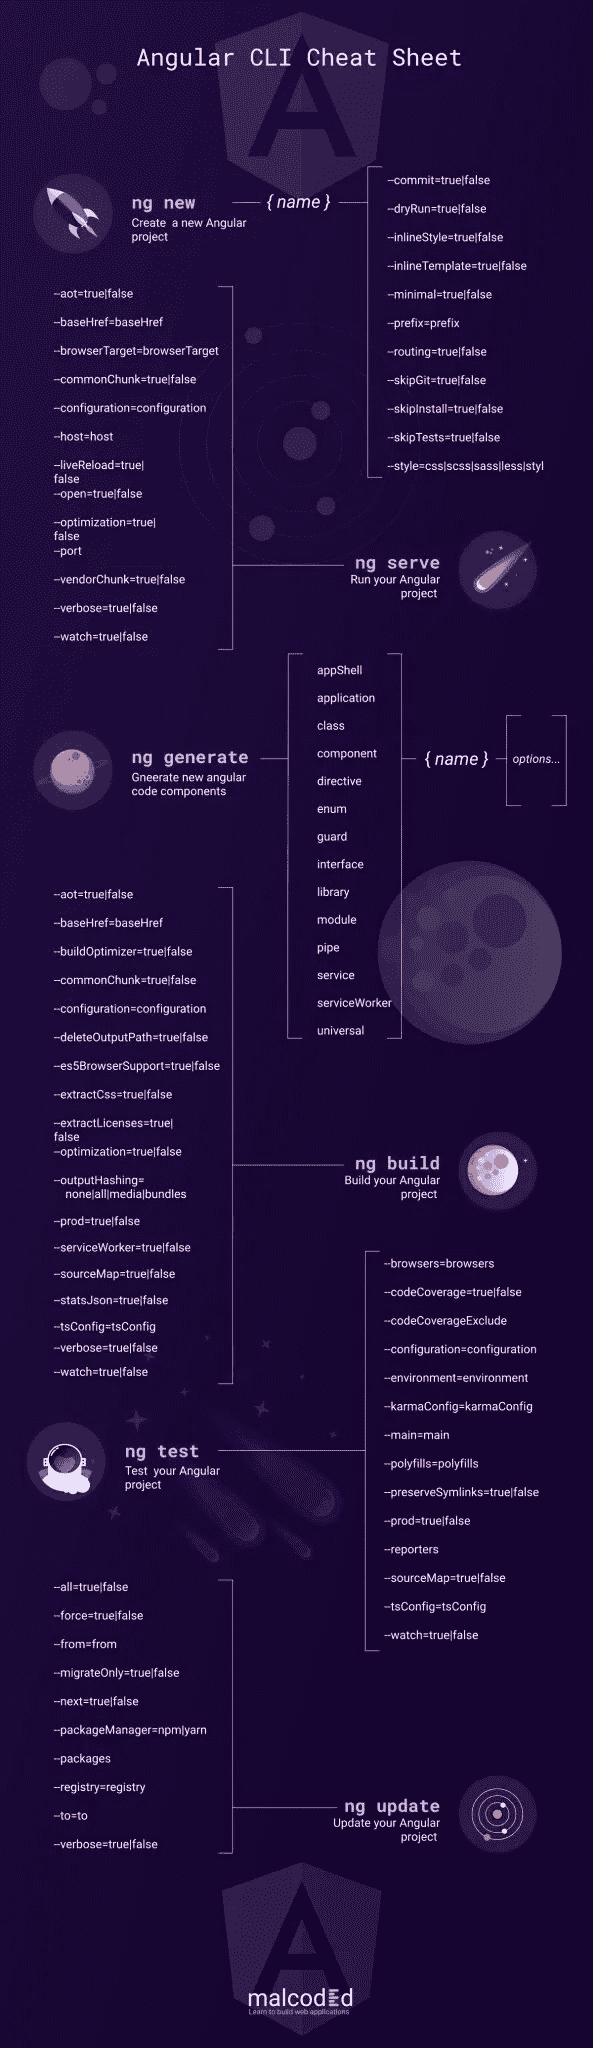 Angular CLI Cheat Sheet
ng new
Create a new Angular
project
{ name }
--commit=true|false
--dryRun=true|false
--inlineStyle=true|false
--inlineTemplate=true|false
--minimal=true|false
--prefix=prefix
--routing=true|false
--skipGit=true|false
--skipInstall=true|false
--skipTests=true|false
--style=css|scss|sass|less|styl
--aot=true|false
--baseHref=baseHref
--browserTarget=browserTarget
--commonChunk=true|false
--configuration=configuration
--host=host
--liveReload=true|
false
--open=true|false
--optimization=true|
false
--port
--vendorChunk=true|false
--verbose=true|false
--watch=true|false
ng serve
Run your Angular
project
ng generate
Gneerate new angular
code components
appShell
application
class
component
directive
enum
guard
interface
library
module
pipe
service
serviceWorker
universal
{ name }
options...
--aot=true|false
--baseHref=baseHref
--buildOptimizer=true|false
--commonChunk=true|false
--configuration=configuration
--deleteOutputPath=true|false
--es5BrowserSupport=true|false
--extractCss=true|false
--extractLicenses=true|
false
--optimization=true|false
--outputHashing=
none|all|media|bundles
--prod=true|false
--serviceWorker=true|false
--sourceMap=true|false
--statsJson=true|false
--tsConfig=tsConfig
--verbose=true|false
--watch=true|false
ng build
Build your Angular
project
ng test
Test your Angular
project
--browsers=browsers
--codeCoverage=true|false
--codeCoverageExclude
--configuration=configuration
--environment=environment
--karmaConfig=karmaConfig
--main=main
--polyfills=polyfills
--preserveSymlinks=true|false
--prod=true|false
--reporters
--sourceMap=true|false
--tsConfig=tsConfig
--watch=true|false
--all=true|false
--force=true|false
--from=from
--migrateOnly=true|false
--next=true|false
--packageManager=npm|yarn
--packages
--registry=registry
--to=to
--verbose=true|false
ng update
Update your Angular
project
malcodEd
Learn to build web applications